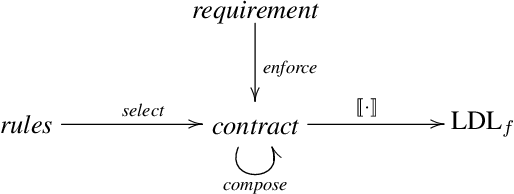 requirement
enforce
rules
select
contract
⟦·⟧
LDL_f
compose